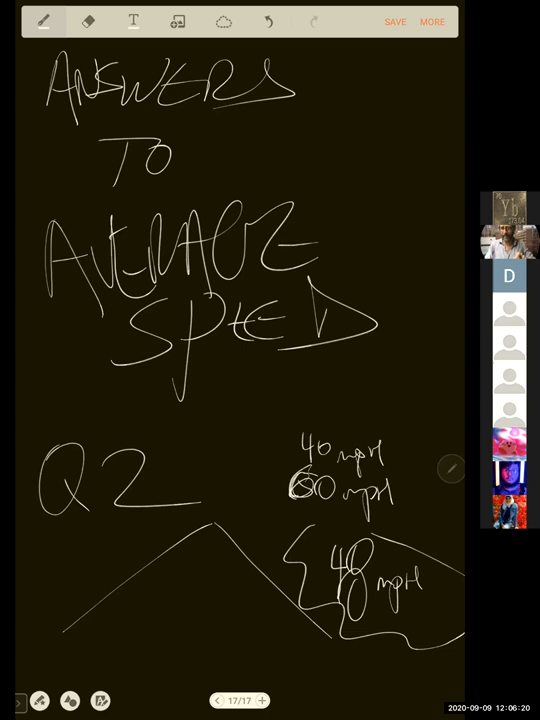 SAVE MORE
ANSWERS
TO
AVERAGE
SPEED
Q2
40 mpH
60 mpH
48 mpH
17/17
Yb
D
2020-09-09 12:06:20